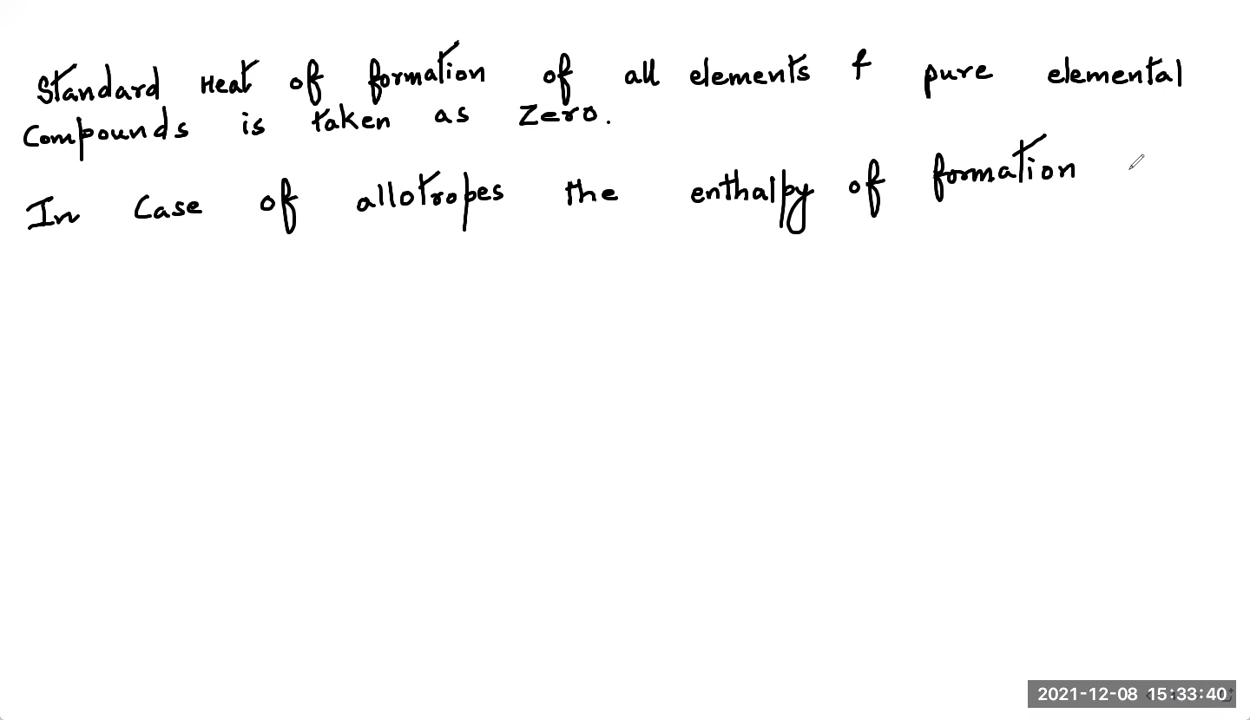 Standard Heat of formation of all elements & pure elemental
Compounds is taken as Zero.
In Case of allotropes the enthalpy of formation
2021-12-08 15:33:40